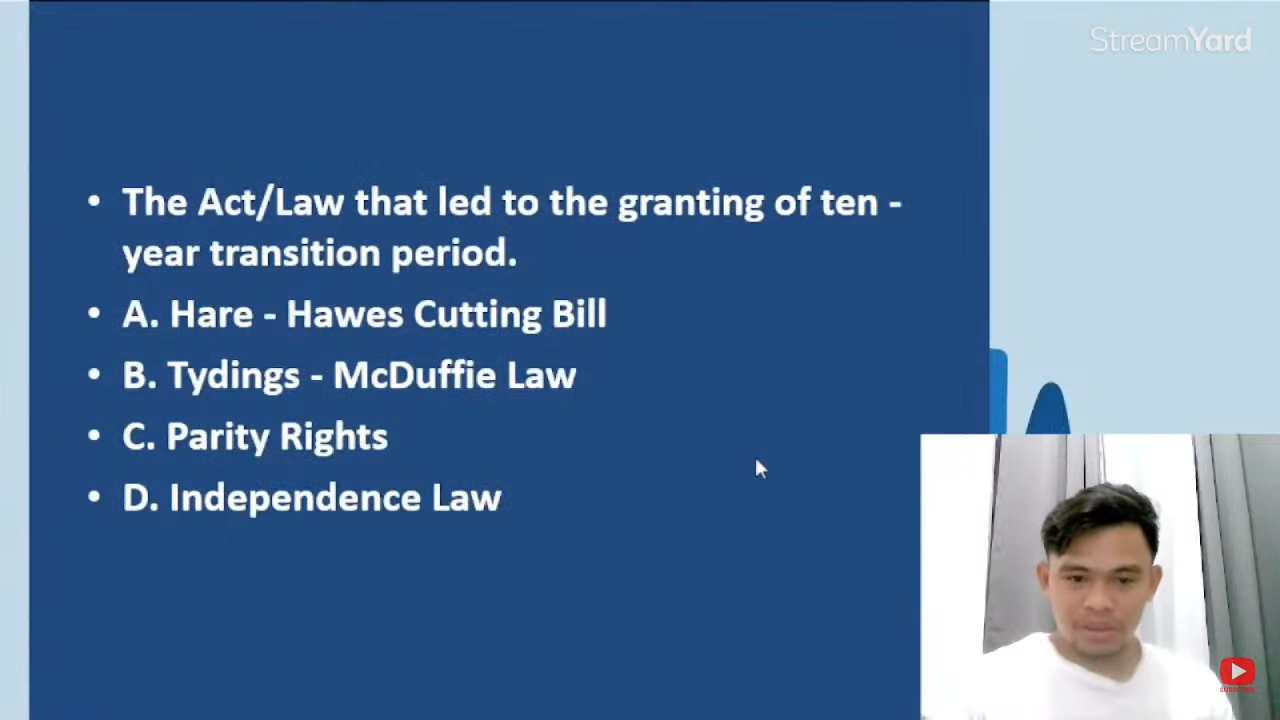 StreamYard
• The Act/Law that led to the granting of ten -
year transition period.
• A. Hare - Hawes Cutting Bill
• B. Tydings - McDuffie Law
• C. Parity Rights
• D. Independence Law
SUBSCRIBE